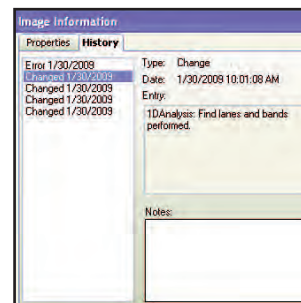 Image Information
Properties History
Error 1/30/2009
Changed 1/30/2009
Changed 1/30/2009
Changed 1/30/2009
Changed 1/30/2009
Type: Change
Date: 1/30/2009 10:01:08 AM
Entry:
1DAnalysis: Find lanes and bands
performed.
Notes: